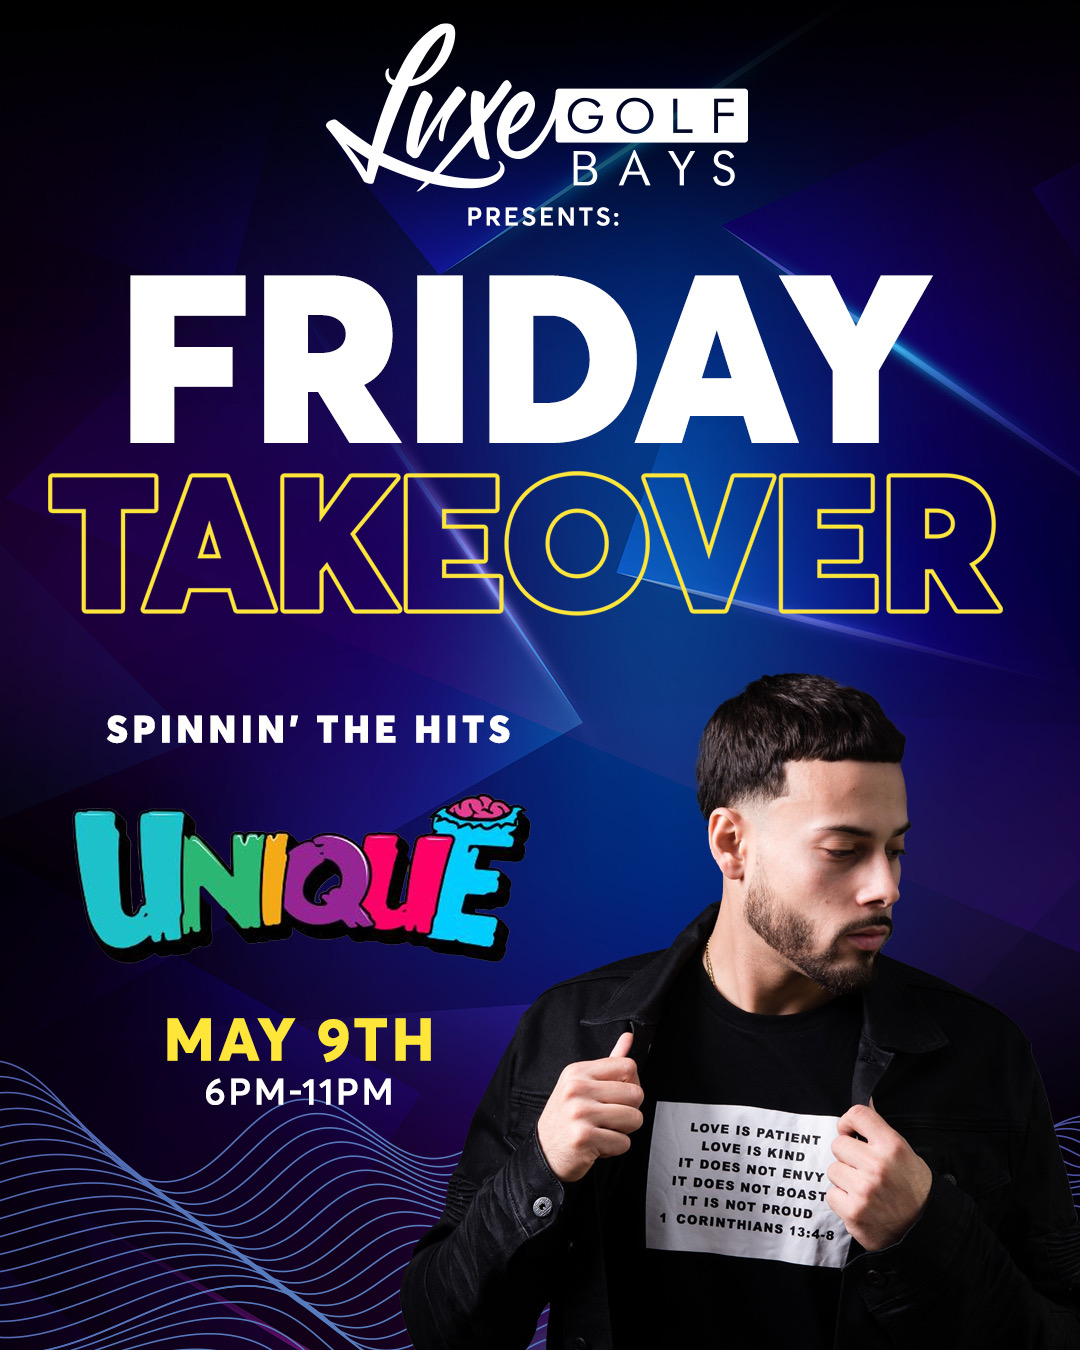 Luxe GOLF
BAYS
PRESENTS:
FRIDAY
TAKEOVER
SPINNIN' THE HITS
UNIQUE
MAY 9TH
6PM-11PM
LOVE IS PATIENT
LOVE IS KIND
IT DOES NOT ENVY
IT DOES NOT BOAST
IT IS NOT PROUD
1 CORINTHIANS 13:4-8